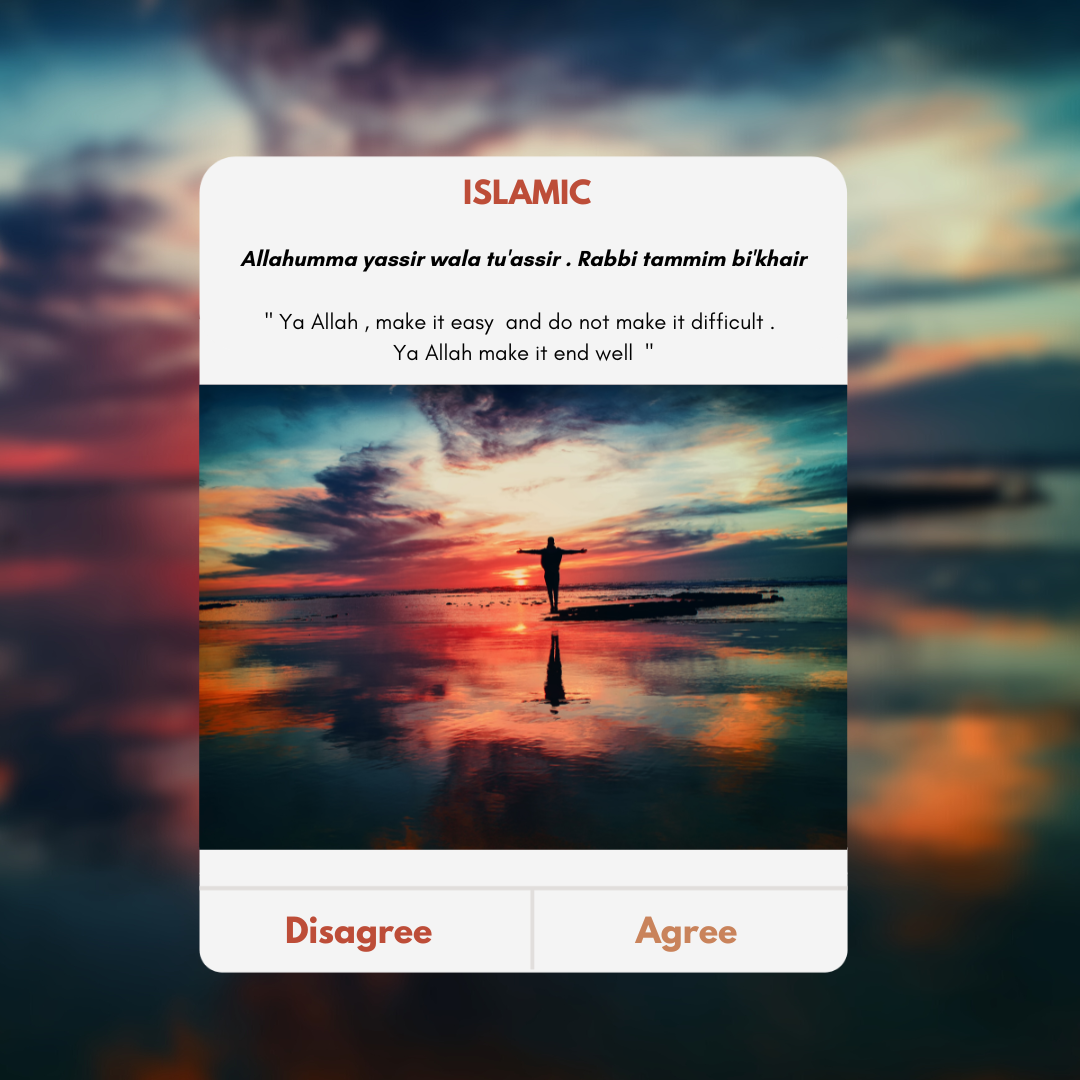 ISLAMIC
Allahumma yassir wala tu'assir . Rabbi tammim bi'khair
" Ya Allah , make it easy  and do not make it difficult .
Ya Allah make it end well  "
Disagree
Agree